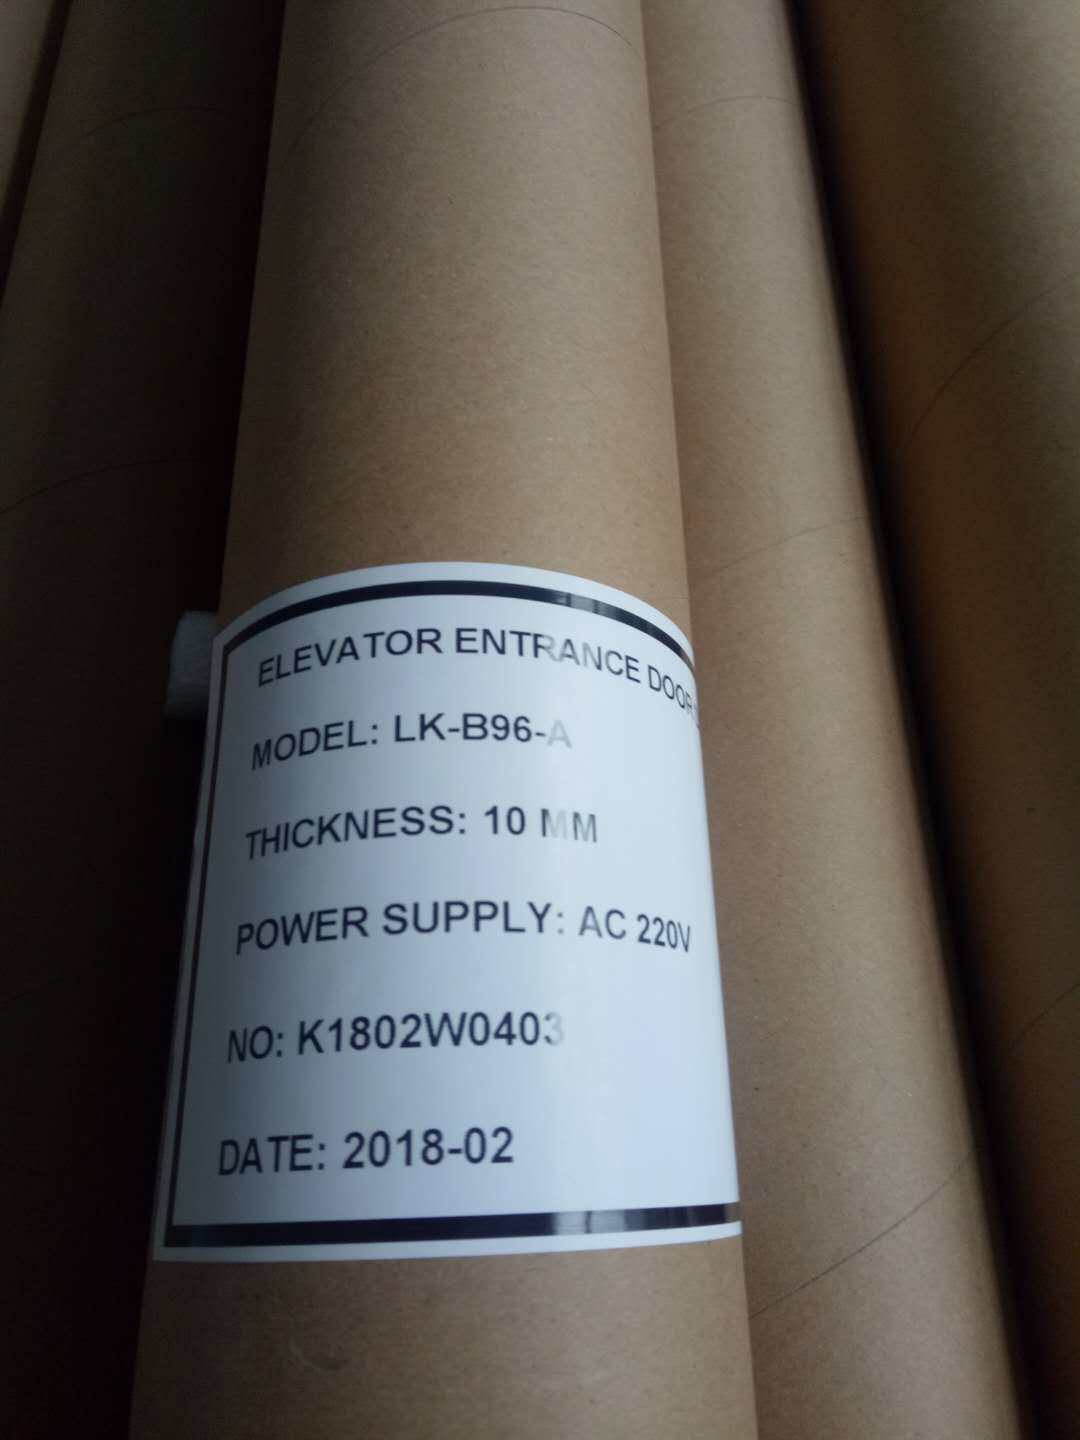 ELEVATOR ENTRANCE DOOR
MODEL: LK-B96-A
THICKNESS: 10 MM
POWER SUPPLY: AC 220V
NO: K1802W0403
DATE: 2018-02